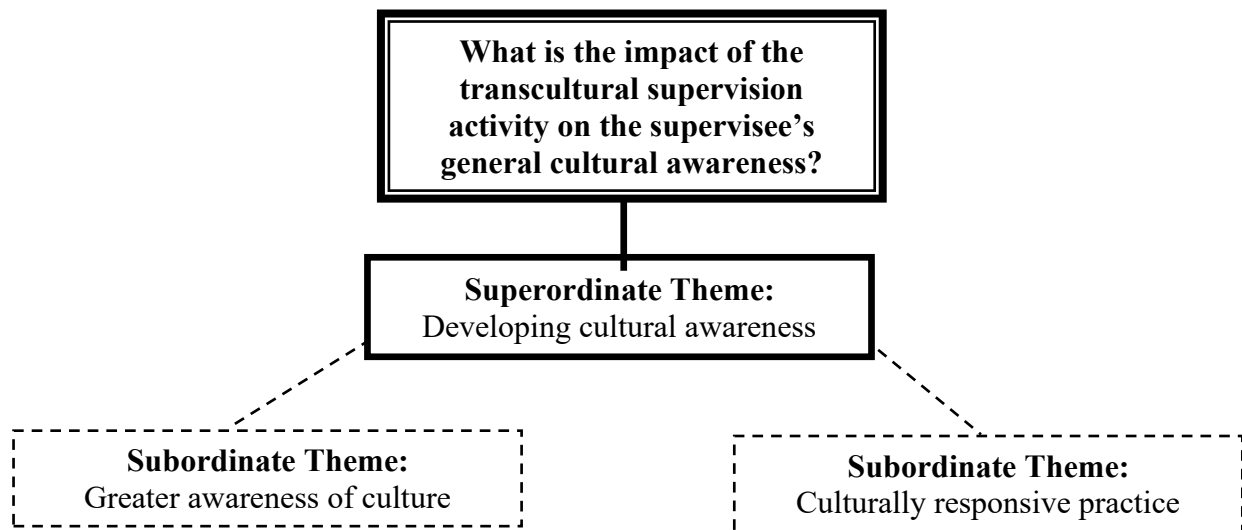 What is the impact of the
transcultural supervision
activity on the supervisee’s
general cultural awareness?
Superordinate Theme:
Developing cultural awareness
Subordinate Theme:
Greater awareness of culture
Subordinate Theme:
Culturally responsive practice